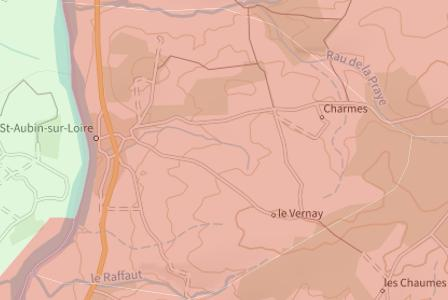 Rau de la Praye
Charmes
St-Aubin-sur-Loire
le Vernay
le Raffaut
les Chaumes